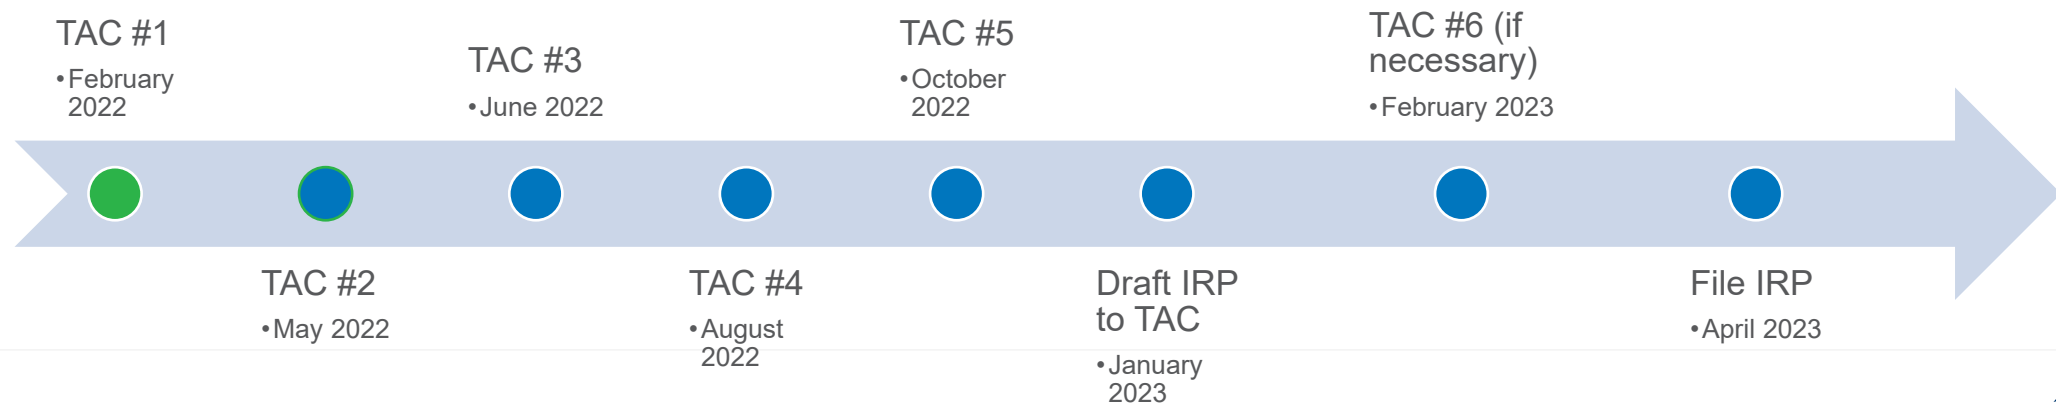 TAC #1
•February
2022
TAC #2
•May 2022
TAC #3
•June 2022
TAC #4
•August
2022
TAC #5
•October
2022
Draft IRP
to TAC
•January
2023
TAC #6 (if
necessary)
•February 2023
File IRP
•April 2023